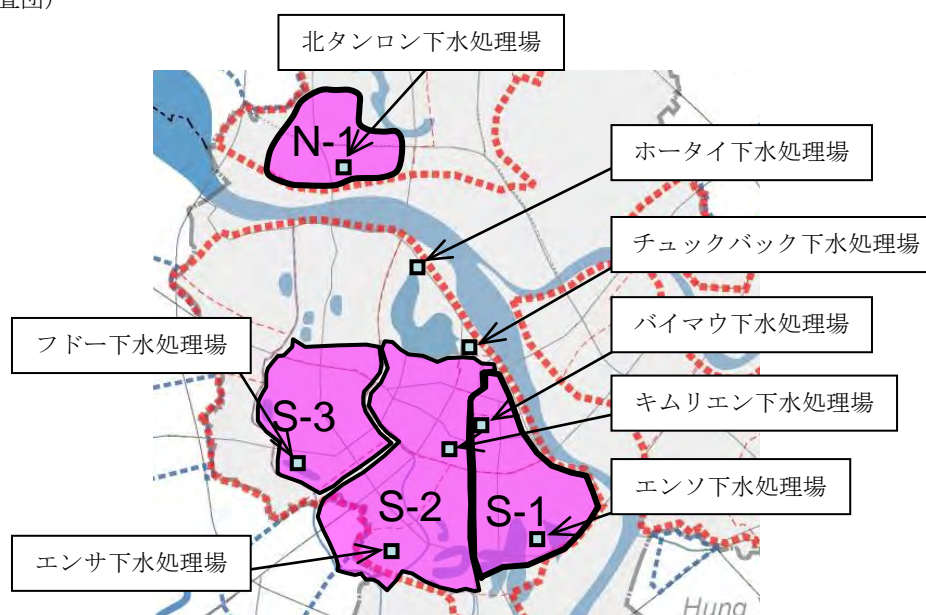 北タンロン下水処理場
N-1
ホータイ下水処理場
チュックバック下水処理場
バイマウ下水処理場
フドー下水処理場
キムリエン下水処理場
S-3
エンソ下水処理場
S-2
S-1
エンサ下水処理場
Hung